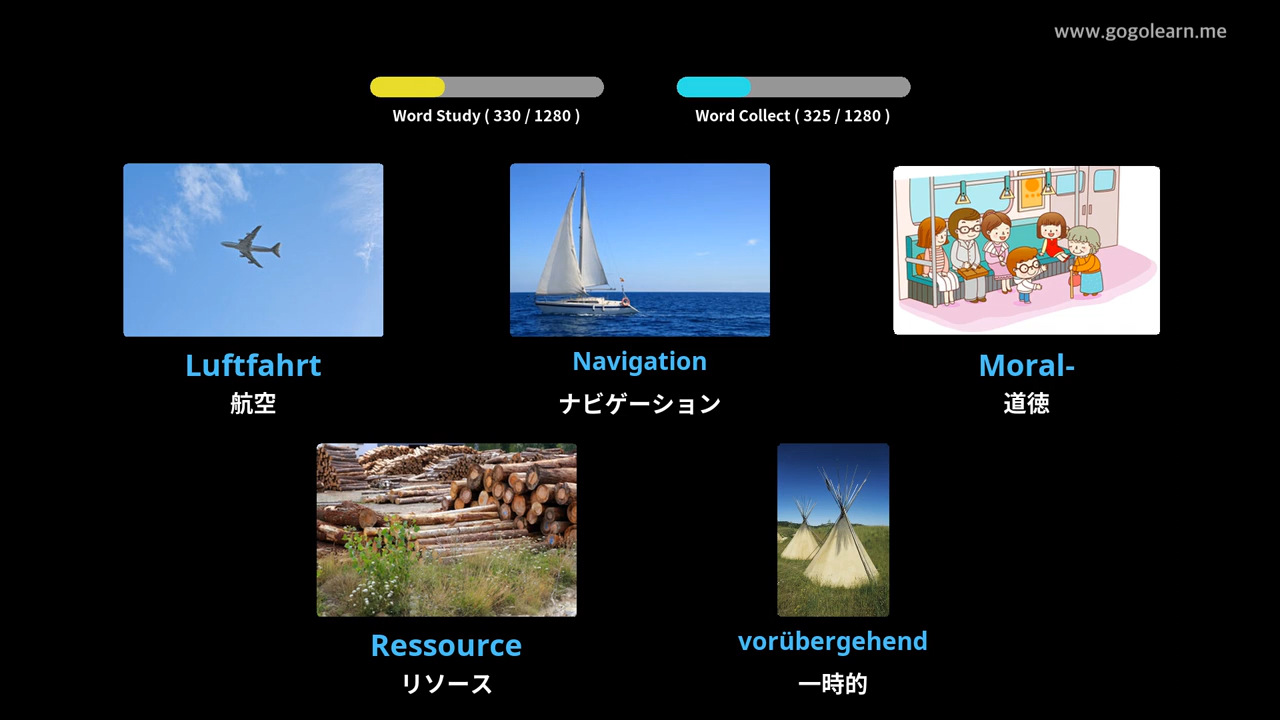 www.gogolearn.me
Word Study ( 330 / 1280 )
Word Collect ( 325 / 1280 )
Luftfahrt
航空
Navigation
ナビゲーション
Moral-
道徳
Ressource
リソース
vorübergehend
一時的